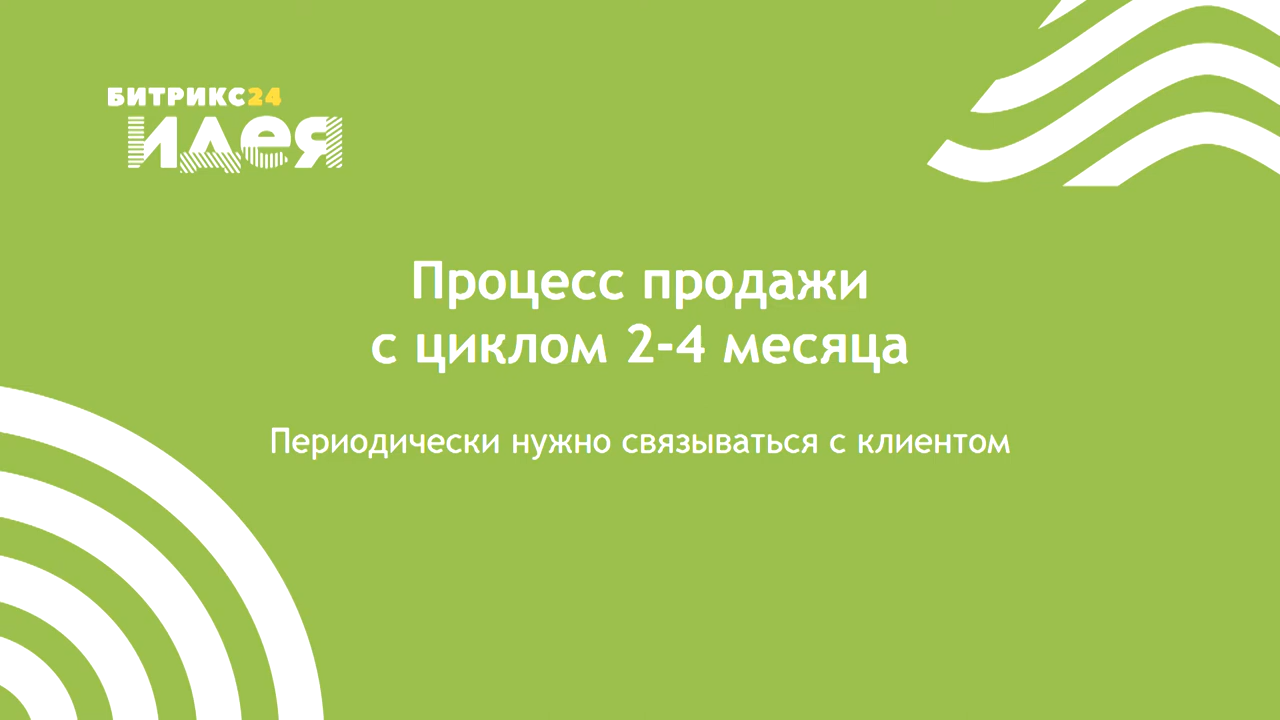 БИТРИКС24
идея
Процесс продажи
с циклом 2-4 месяца
Периодически нужно связываться с клиентом